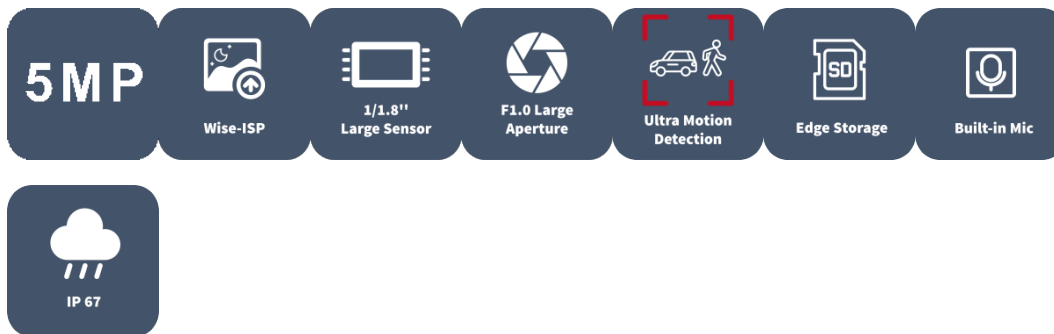 5MP
Wise-ISP
1/1.8''
Large Sensor
F1.0 Large
Aperture
Ultra Motion
Detection
SD
Edge Storage
Built-in Mic
IP 67